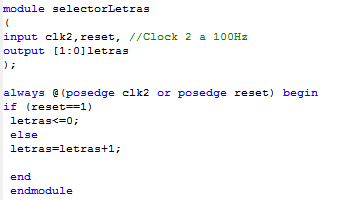 module selectorLetras
(
input clk2,reset, //Clock 2 a 100Hz
output [1:0]letras
);
always @(posedge clk2 or posedge reset) begin
if (reset==1)
letras<=0;
else
letras=letras+1;
end
endmodule